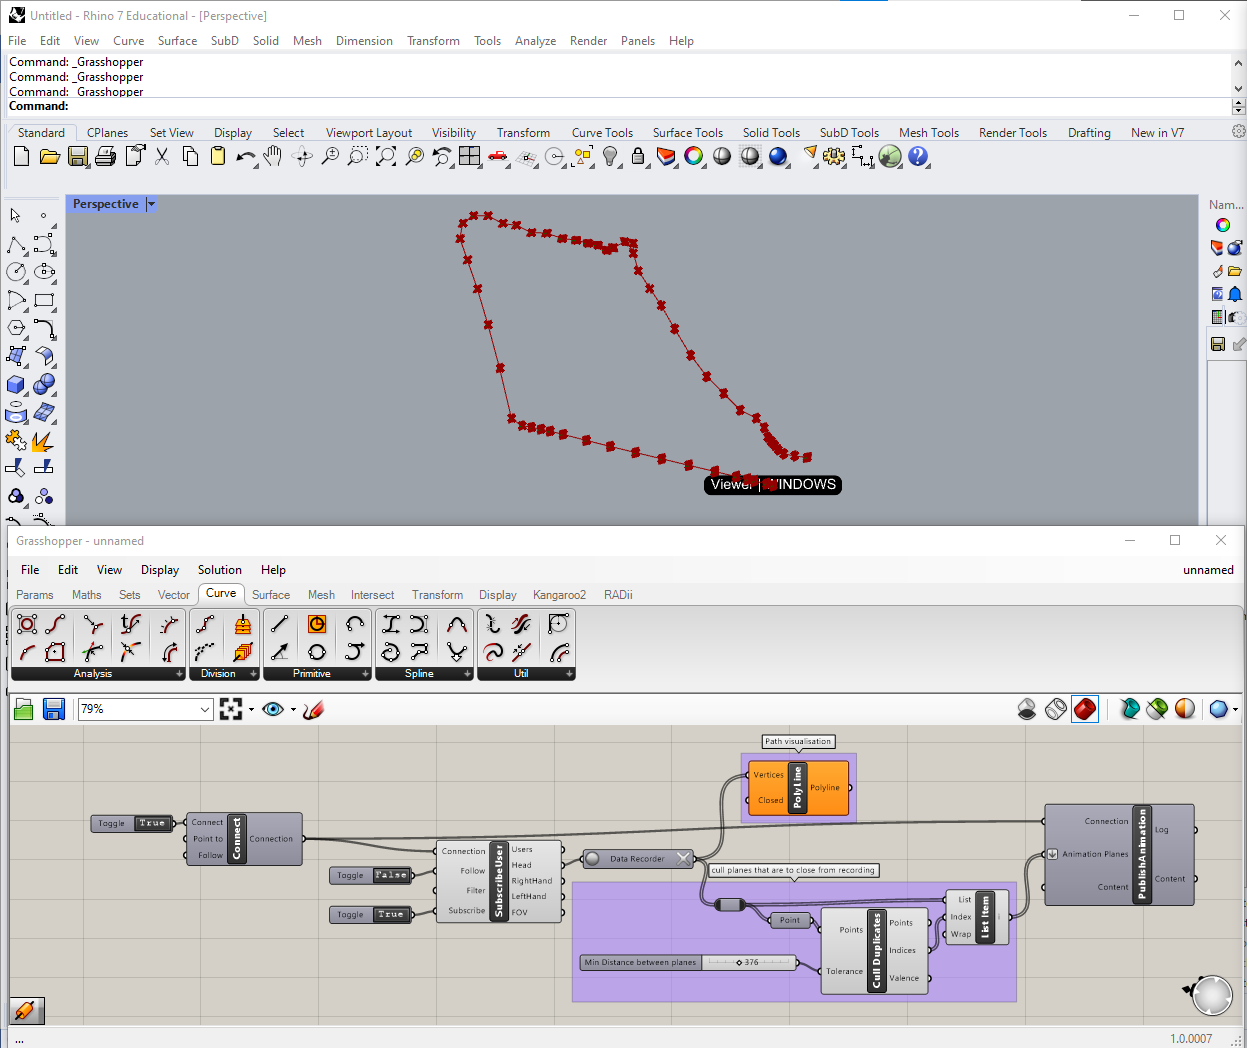 Untitled - Rhino 7 Educational - [Perspective]
File Edit View Curve Surface SubD Solid Mesh Dimension Transform Tools Analyze Render Panels Help
Command: _Grasshopper
Command: _Grasshopper
Command: _Grasshopper
Command:
Standard CPlanes Set View Display Select Viewport Layout Visibility Transform Curve Tools Surface Tools Solid Tools SubD Tools Mesh Tools Render Tools Drafting New in V7
Perspective
Nam...
Viewer | WINDOWS
Grasshopper - unnamed
File Edit View Display Solution Help
unnamed
Params Maths Sets Vector Curve Surface Mesh Intersect Transform Display Kangaroo2 RADii
Analysis Division Primitive Spline Util
79%
Path visualisation
Vertices
Closed
PolyLine
Polyline
Toggle True
Connect
Point to
Follow
Connect
Connection
Toggle False
Toggle True
Connection
Follow
Filter
Subscribe
SubscribeUser
Users
Head
RightHand
LeftHand
FOV
Data Recorder
cull planes that are to close from recording
Point
Min Distance between planes 376
Points
Tolerance
Cull Duplicates
Points
Indices
Valence
List
Index
Wrap
List Item
i
Connection
Animation Planes
Content
PublishAnimation
Log
Content
...
1.0.0007